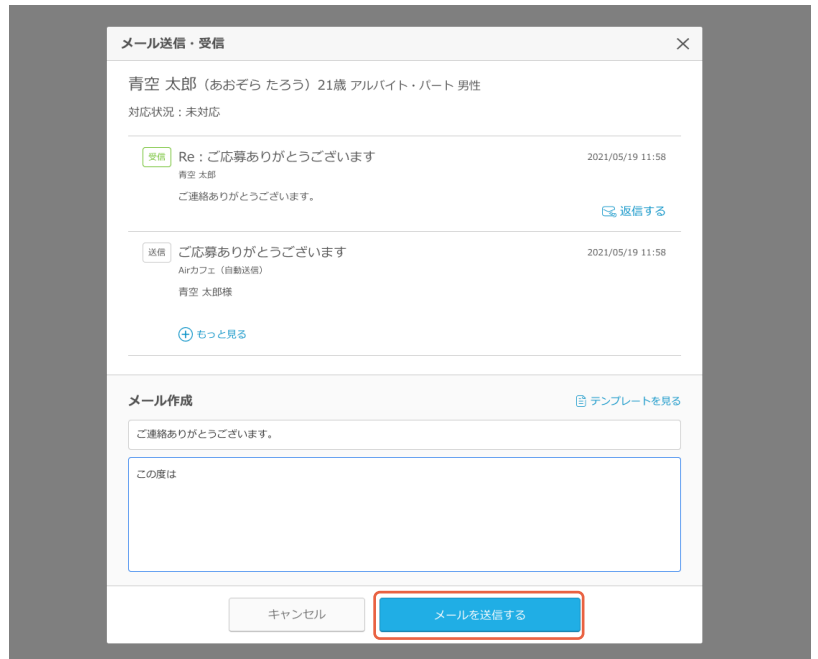 メール送信・受信
青空 太郎（あおぞら たろう）21歳 アルバイト・パート 男性
対応状況：未対応
受信 Re：ご応募ありがとうございます 2021/05/19 11:58
青空 太郎
ご連絡ありがとうございます。
返信する
送信 ご応募ありがとうございます 2021/05/19 11:58
Airカフェ（自動送信）
青空 太郎様
もっと見る
メール作成 テンプレートを見る
ご連絡ありがとうございます。
この度は
キャンセル メールを送信する